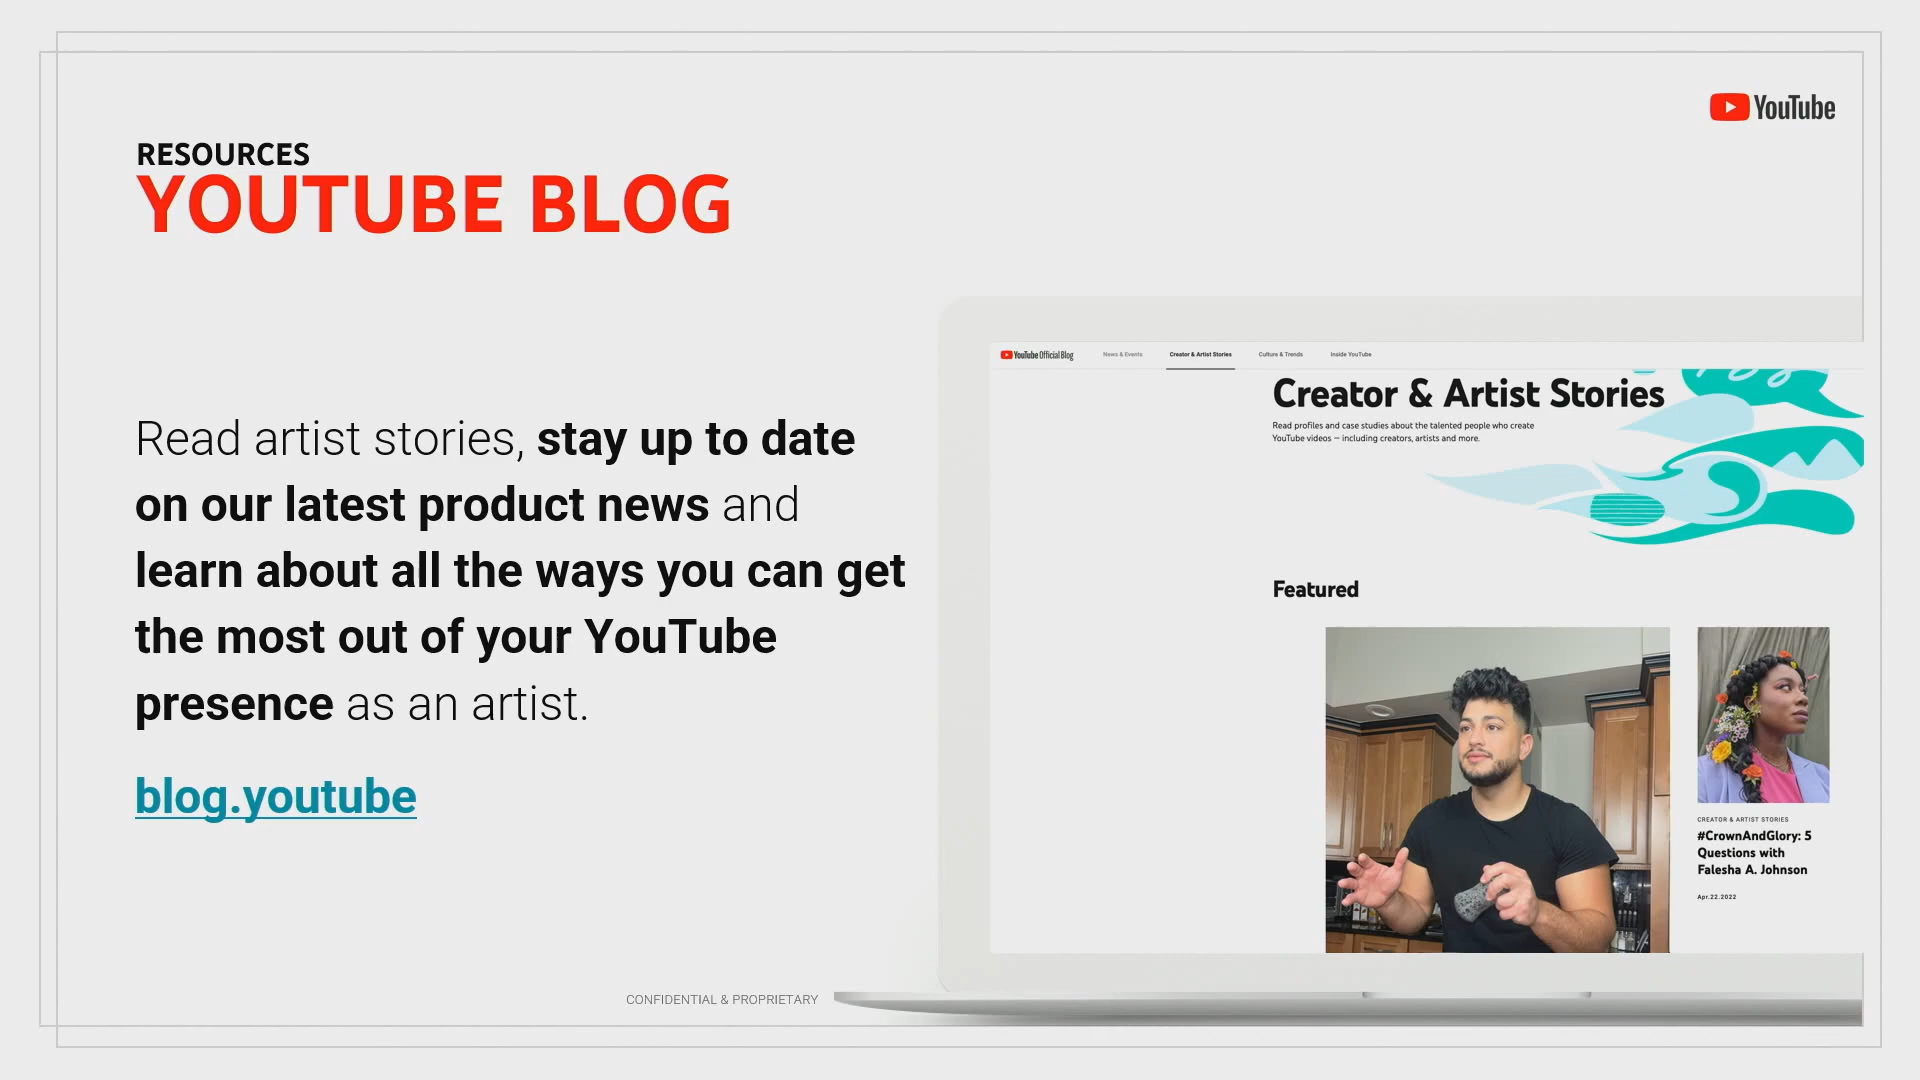 YouTube
RESOURCES
YOUTUBE BLOG
Read artist stories, stay up to date
on our latest product news and
learn about all the ways you can get
the most out of your YouTube
presence as an artist.
blog.youtube
YouTube Official Blog
News & Events
Creator & Artist Stories
Culture & Trends
Inside YouTube
Creator & Artist Stories
Read profiles and case studies about the talented people who create
YouTube videos – including creators, artists and more.
Featured
CREATOR & ARTIST STORIES
#CrownAndGlory: 5
Questions with
Falesha A. Johnson
Apr.22.2022
CONFIDENTIAL & PROPRIETARY